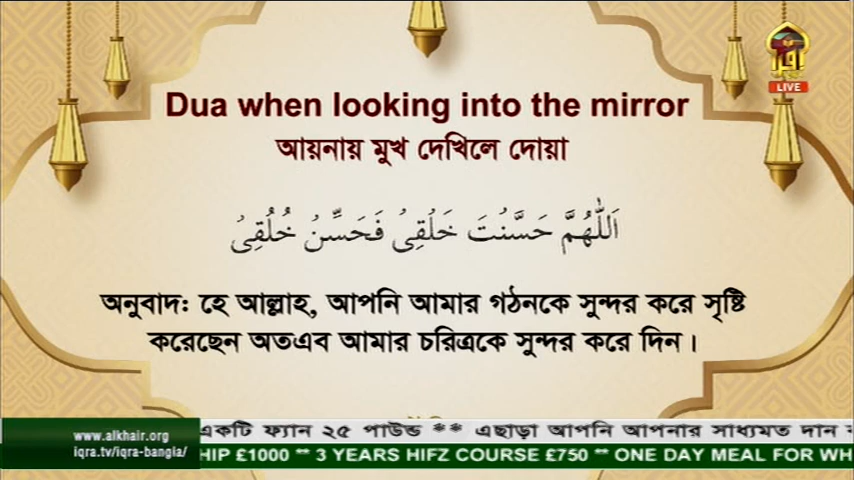 Dua when looking into the mirror
আয়নায় মুখ দেখিলে দোয়া
اَللّٰهُمَّ حَسَّنْتَ خَلْقِىْ فَحَسِّنْ خُلُقِىْ
অনুবাদ: হে আল্লাহ, আপনি আমার গঠনকে সুন্দর করে সৃষ্টি
করেছেন অতএব আমার চরিত্রকে সুন্দর করে দিন।
LIVE
www.alkhair.org
iqra.tv/iqra-bangla/
একটি ফ্যান ২৫ পাউন্ড ** এছাড়া আপনি আপনার সাধ্যমত দান
HIP £1000 ** 3 YEARS HIFZ COURSE £750 ** ONE DAY MEAL FOR WH